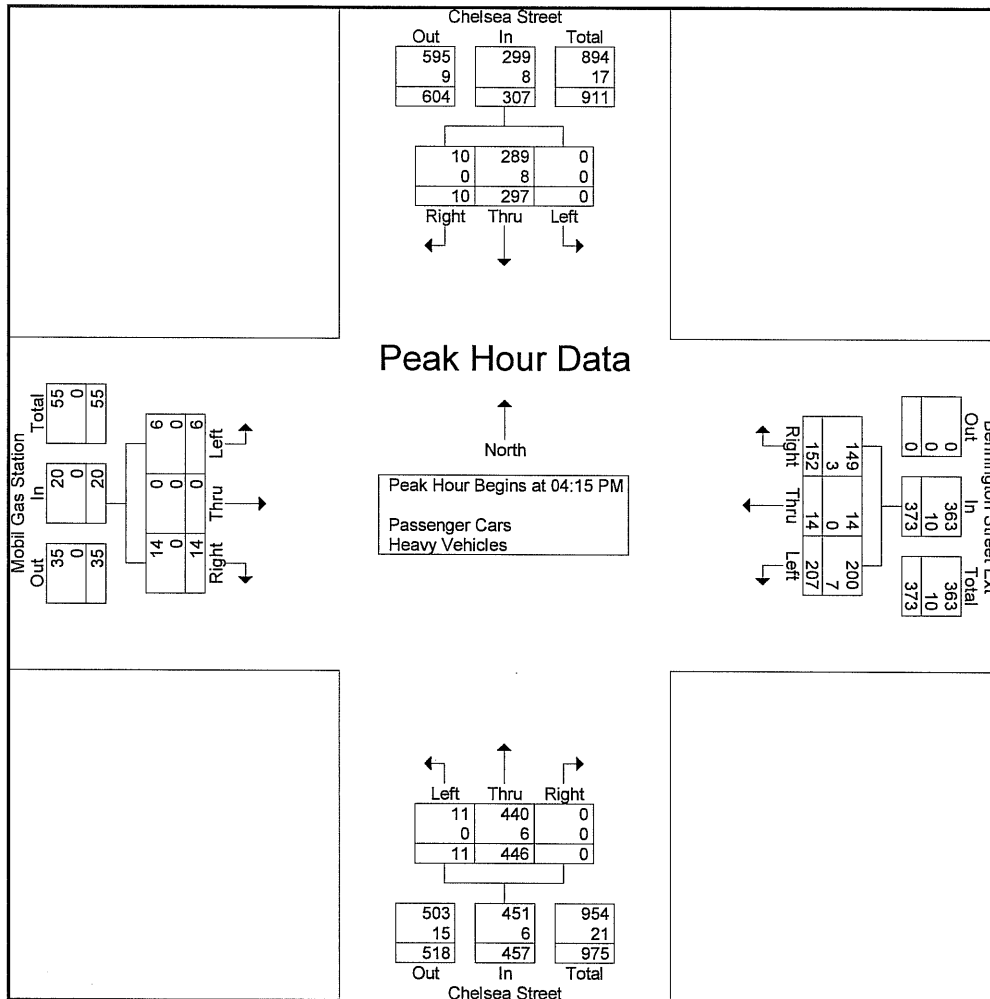 Chelsea Street
Out In Total
595 299 894
9 8 17
604 307 911
10 289 0
0 8 0
10 297 0
Right Thru Left
Peak Hour Data
North
Peak Hour Begins at 04:15 PM
Passenger Cars
Heavy Vehicles
Mobil Gas Station
Out In Total
35 20 55
0 0 0
35 20 55
Left Thru Right
6 0 14
0 0 0
6 0 14
Right Thru Left
149 14 200
3 0 7
152 14 207
Out In Total
0 363 363
0 10 10
0 373 373
Street Ext
Left Thru Right
11 440 0
0 6 0
11 446 0
503 451 954
15 6 21
518 457 975
Out In Total
Chelsea Street